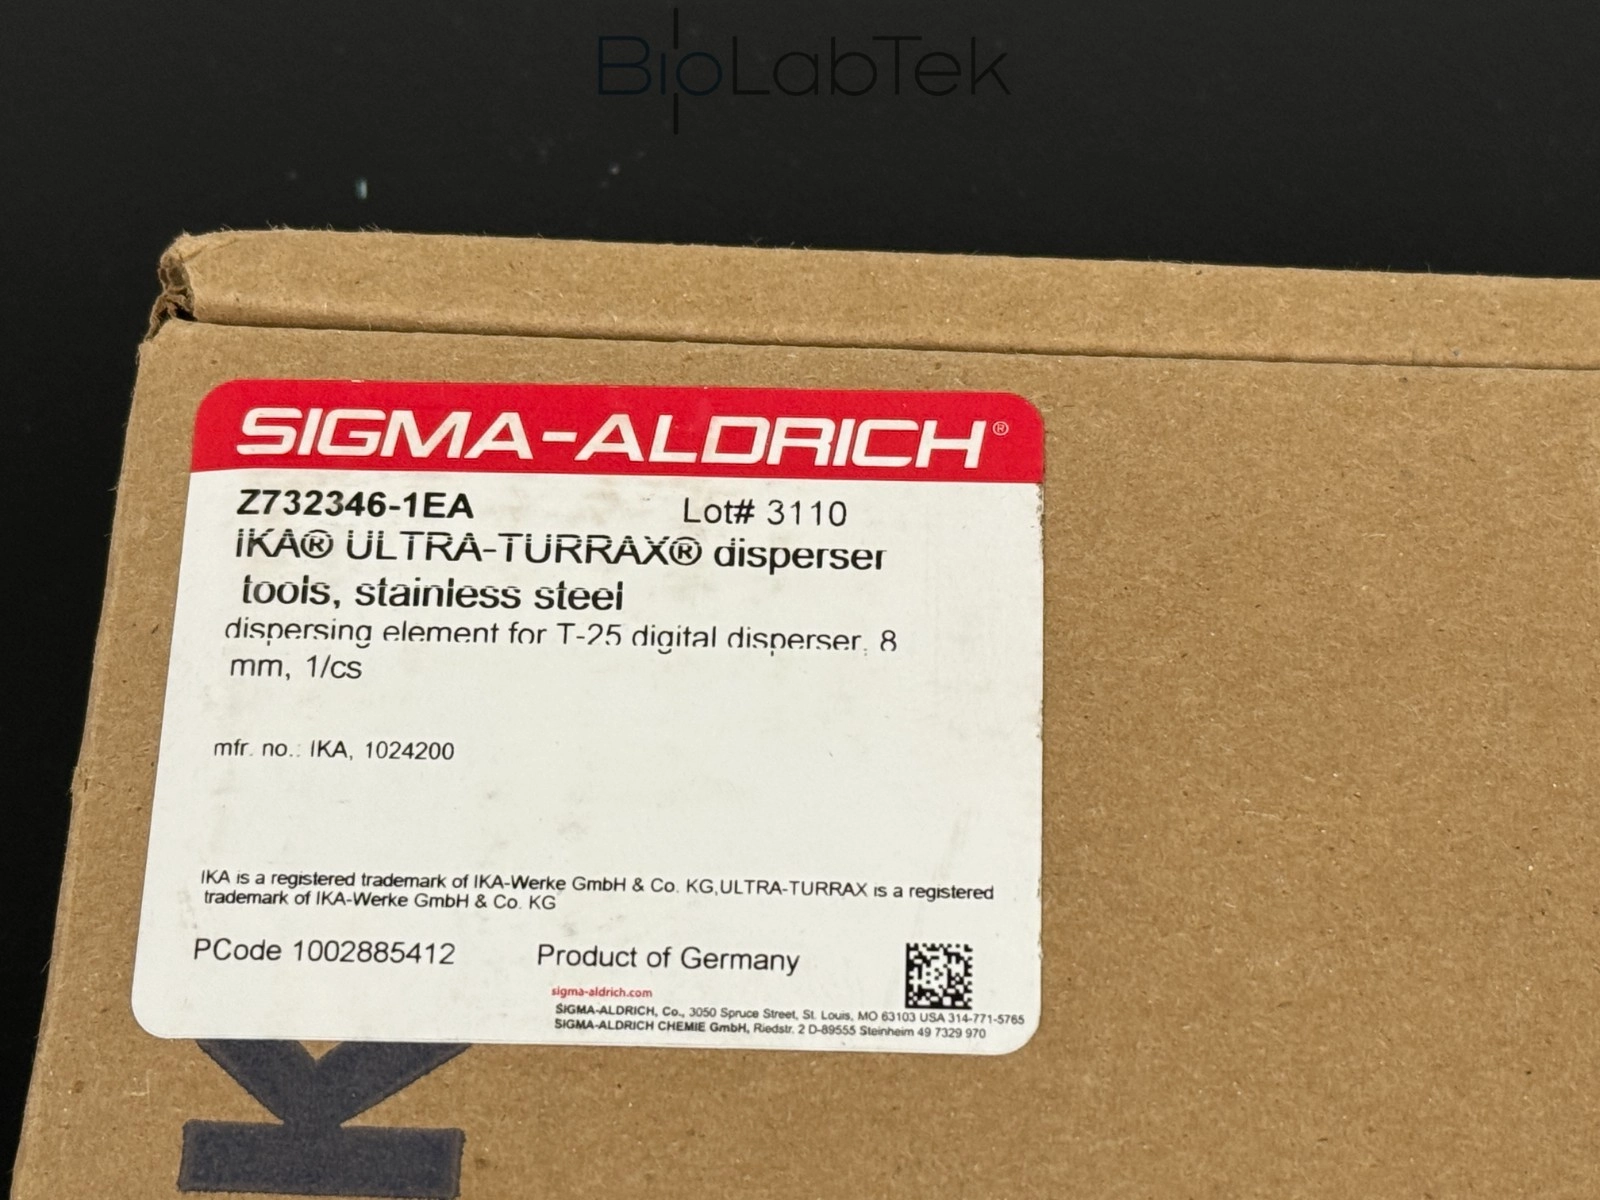 BioLabTek
SIGMA-ALDRICH®
Z732346-1EA Lot# 3110
IKA® ULTRA-TURRAX® disperser
tools, stainless steel
dispersing element for T-25 digital disperser, 8
mm, 1/cs
mfr. no.: IKA, 1024200
IKA is a registered trademark of IKA-Werke GmbH & Co. KG,ULTRA-TURRAX is a registered
trademark of IKA-Werke GmbH & Co. KG
PCode 1002885412 Product of Germany
sigma-aldrich.com
SIGMA-ALDRICH, Co., 3050 Spruce Street, St. Louis, MO 63103 USA 314-771-5765
SIGMA-ALDRICH CHEMIE GmbH, Riedstr. 2 D-89555 Steinheim 49 7329 970
K